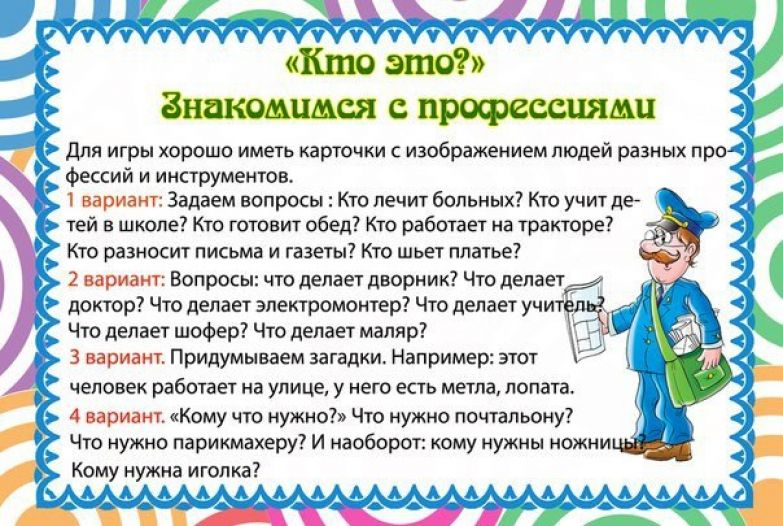 «Кто это?»
Знакомимся с профессиями
Для игры хорошо иметь карточки с изображением людей разных про-
фессий и инструментов.
1 вариант: Задаем вопросы : Кто лечит больных? Кто учит де-
тей в школе? Кто готовит обед? Кто работает на тракторе?
Кто разносит письма и газеты? Кто шьет платье?
2 вариант: Вопросы: что делает дворник? Что делает
доктор? Что делает электромонтер? Что делает учитель?
Что делает шофер? Что делает маляр?
3 вариант. Придумываем загадки. Например: этот
человек работает на улице, у него есть метла, лопата.
4 вариант. «Кому что нужно?» Что нужно почтальону?
Что нужно парикмахеру? И наоборот: кому нужны ножницы?
Кому нужна иголка?